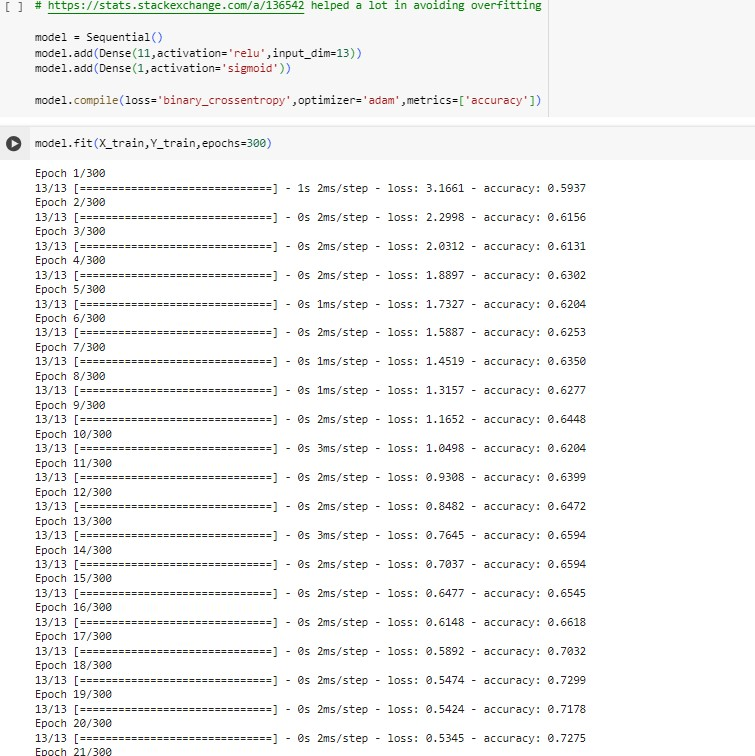 [ ] # https://stats.stackexchange.com/a/136542 helped a lot in avoiding overfitting
model = Sequential()
model.add(Dense(11,activation='relu',input_dim=13))
model.add(Dense(1,activation='sigmoid'))
model.compile(loss='binary_crossentropy',optimizer='adam',metrics=['accuracy'])
model.fit(X_train,Y_train,epochs=300)
Epoch 1/300
13/13 [==============================] - 1s 2ms/step - loss: 3.1661 - accuracy: 0.5937
Epoch 2/300
13/13 [==============================] - 0s 2ms/step - loss: 2.2998 - accuracy: 0.6156
Epoch 3/300
13/13 [==============================] - 0s 2ms/step - loss: 2.0312 - accuracy: 0.6131
Epoch 4/300
13/13 [==============================] - 0s 2ms/step - loss: 1.8897 - accuracy: 0.6302
Epoch 5/300
13/13 [==============================] - 0s 1ms/step - loss: 1.7327 - accuracy: 0.6204
Epoch 6/300
13/13 [==============================] - 0s 2ms/step - loss: 1.5887 - accuracy: 0.6253
Epoch 7/300
13/13 [==============================] - 0s 1ms/step - loss: 1.4519 - accuracy: 0.6350
Epoch 8/300
13/13 [==============================] - 0s 1ms/step - loss: 1.3157 - accuracy: 0.6277
Epoch 9/300
13/13 [==============================] - 0s 2ms/step - loss: 1.1652 - accuracy: 0.6448
Epoch 10/300
13/13 [==============================] - 0s 3ms/step - loss: 1.0498 - accuracy: 0.6204
Epoch 11/300
13/13 [==============================] - 0s 2ms/step - loss: 0.9308 - accuracy: 0.6399
Epoch 12/300
13/13 [==============================] - 0s 2ms/step - loss: 0.8482 - accuracy: 0.6472
Epoch 13/300
13/13 [==============================] - 0s 3ms/step - loss: 0.7645 - accuracy: 0.6594
Epoch 14/300
13/13 [==============================] - 0s 2ms/step - loss: 0.7037 - accuracy: 0.6594
Epoch 15/300
13/13 [==============================] - 0s 2ms/step - loss: 0.6477 - accuracy: 0.6545
Epoch 16/300
13/13 [==============================] - 0s 2ms/step - loss: 0.6148 - accuracy: 0.6618
Epoch 17/300
13/13 [==============================] - 0s 2ms/step - loss: 0.5892 - accuracy: 0.7032
Epoch 18/300
13/13 [==============================] - 0s 2ms/step - loss: 0.5474 - accuracy: 0.7299
Epoch 19/300
13/13 [==============================] - 0s 2ms/step - loss: 0.5424 - accuracy: 0.7178
Epoch 20/300
13/13 [==============================] - 0s 2ms/step - loss: 0.5345 - accuracy: 0.7275
Epoch 21/300